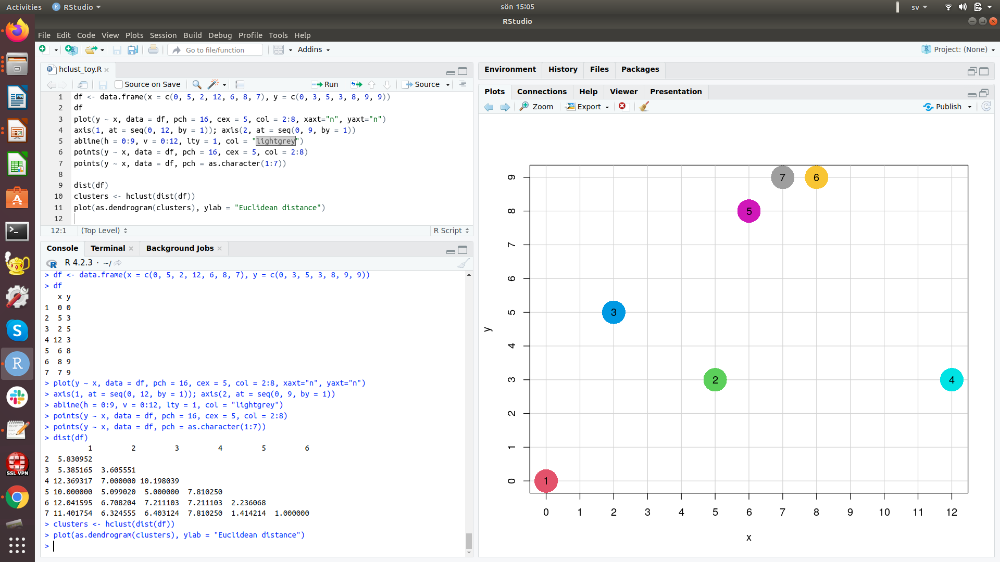 Activities RStudio sön 15:05 sv
RStudio
File Edit Code View Plots Session Build Debug Profile Tools Help
Go to file/function Addins Project: (None)
hclust_toy.R
Source on Save Run Source
1 df <- data.frame(x = c(0, 5, 2, 12, 6, 8, 7), y = c(0, 3, 5, 3, 8, 9, 9))
2 df
3 plot(y ~ x, data = df, pch = 16, cex = 5, col = 2:8, xaxt="n", yaxt="n")
4 axis(1, at = seq(0, 12, by = 1)); axis(2, at = seq(0, 9, by = 1))
5 abline(h = 0:9, v = 0:12, lty = 1, col = "lightgrey")
6 points(y ~ x, data = df, pch = 16, cex = 5, col = 2:8)
7 points(y ~ x, data = df, pch = as.character(1:7))
8
9 dist(df)
10 clusters <- hclust(dist(df))
11 plot(as.dendrogram(clusters), ylab = "Euclidean distance")
12
12:1 (Top Level) R Script
Console Terminal Background Jobs
R 4.2.3 · ~/
> df <- data.frame(x = c(0, 5, 2, 12, 6, 8, 7), y = c(0, 3, 5, 3, 8, 9, 9))
> df
x y
1 0 0
2 5 3
3 2 5
4 12 3
5 6 8
6 8 9
7 7 9
> plot(y ~ x, data = df, pch = 16, cex = 5, col = 2:8, xaxt="n", yaxt="n")
> axis(1, at = seq(0, 12, by = 1)); axis(2, at = seq(0, 9, by = 1))
> abline(h = 0:9, v = 0:12, lty = 1, col = "lightgrey")
> points(y ~ x, data = df, pch = 16, cex = 5, col = 2:8)
> points(y ~ x, data = df, pch = as.character(1:7))
> dist(df)
1 2 3 4 5 6
2 5.830952
3 5.385165 3.605551
4 12.369317 7.000000 10.198039
5 10.000000 5.099020 5.000000 7.810250
6 12.041595 6.708204 7.211103 7.211103 2.236068
7 11.401754 6.324555 6.403124 7.810250 1.414214 1.000000
> clusters <- hclust(dist(df))
> plot(as.dendrogram(clusters), ylab = "Euclidean distance")
>
Environment History Files Packages
Plots Connections Help Viewer Presentation
Zoom Export Publish
9
8
7
6
5
4
3
2
1
0
y
7 6
5
3
2 4
1
0 1 2 3 4 5 6 7 8 9 10 11 12
x
SSL VPN